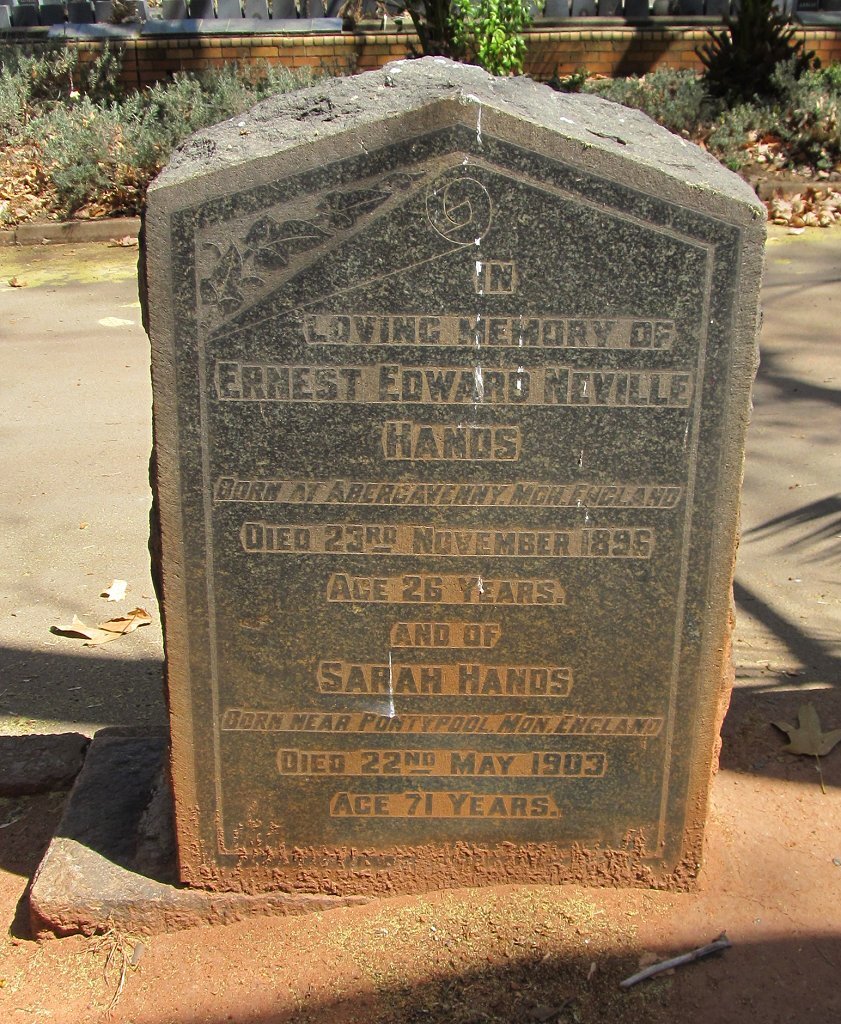 IN
LOVING MEMORY OF
ERNEST EDWARD NEVILLE
HANDS
BORN AT ABERGAVENNY, MON, ENGLAND
DIED 23RD NOVEMBER 1896
AGE 26 YEARS.
AND OF
SARAH HANDS
BORN NEAR PONTYPOOL, MON, ENGLAND
DIED 22ND MAY 1903
AGE 71 YEARS.